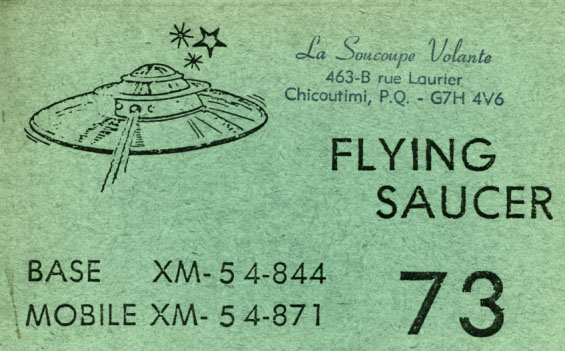 La Soucoupe Volante
463-B rue Laurier
Chicoutimi, P.Q. - G7H 4V6
FLYING
SAUCER
BASE XM- 5 4-844
MOBILE XM- 5 4-871
73